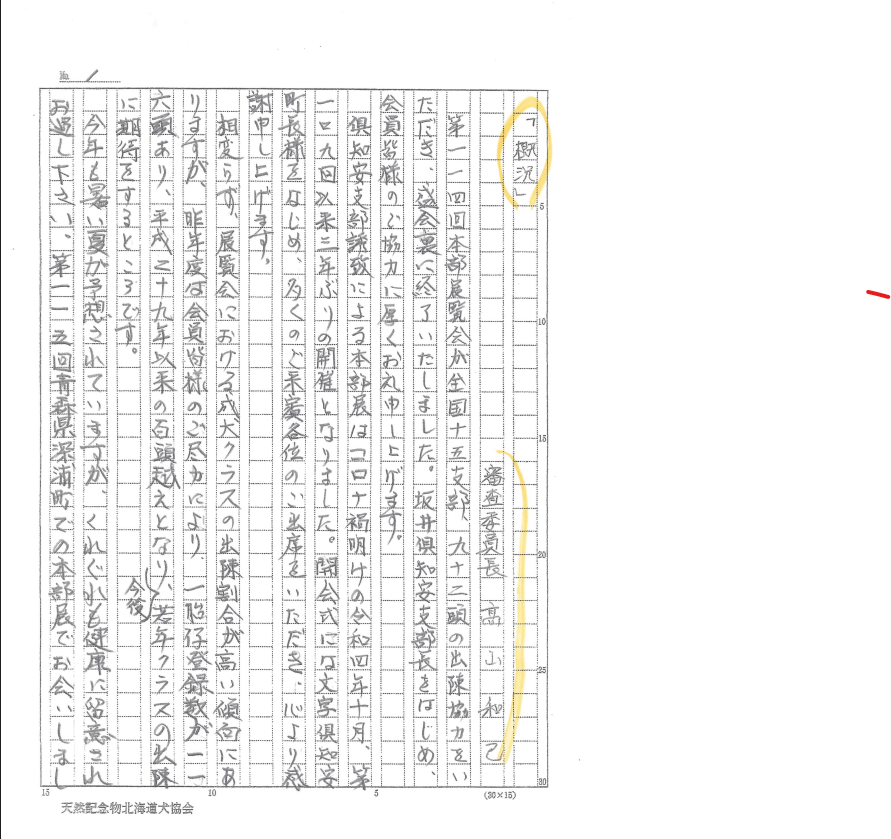 No. 1
「概況」
審査委員長 高山和己
第一一四回本部展覧会が全国十五支部、九十二頭の出陳協力をい
ただき、盛会裏に終了いたしました。坂井倶知安支部長をはじめ、
会員皆様のご協力に厚くお礼申し上げます。
倶知安支部誘致による本部展はコロナ禍明けの令和四年十月、第
一〇九回以来三年ぶりの開催となりました。開会式には文字倶知安
町長様をはじめ、多くのご来賓各位のご出席をいただき、心より感
謝申し上げます。
相変らず、展覧会における成犬クラスの出陳割合が高い傾向にあ
りますが、昨年度は会員皆様のご尽力により、一胎仔登録数が一一
六頭あり、平成二十九年以来の百頭越えとなり、今後、若年クラスの出陳
に期待をするところです。
今年も暑い夏が予想されていますが、くれぐれも健康に留意され
お過し下さい、第一一五回青森県深浦町での本部展でお会いしまし
5
10
15
20
25
30
15
10
5
(30×15)
天然記念物北海道犬協会